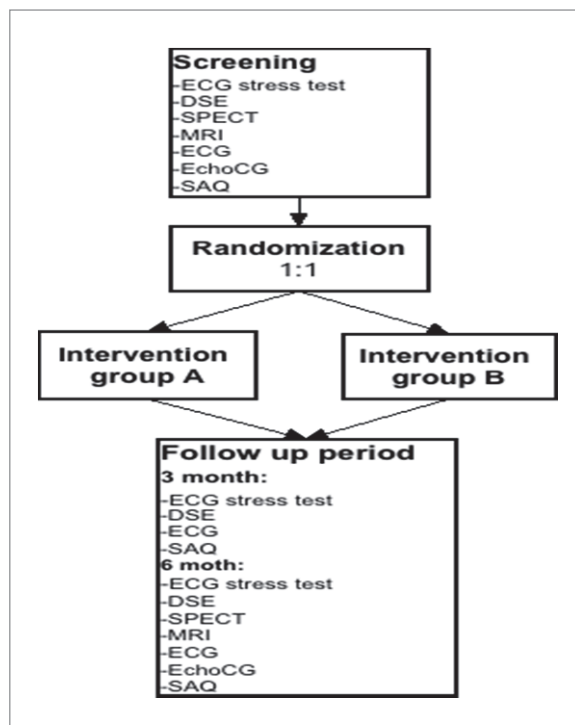 Screening
-ECG stress test
-DSE
-SPECT
-MRI
-ECG
-EchoCG
-SAQ
Randomization
1:1
Intervention
group A
Intervention
group B
Follow up period
3 month:
-ECG stress test
-DSE
-ECG
-SAQ
6 moth:
-ECG stress test
-DSE
-SPECT
-MRI
-ECG
-EchoCG
-SAQ